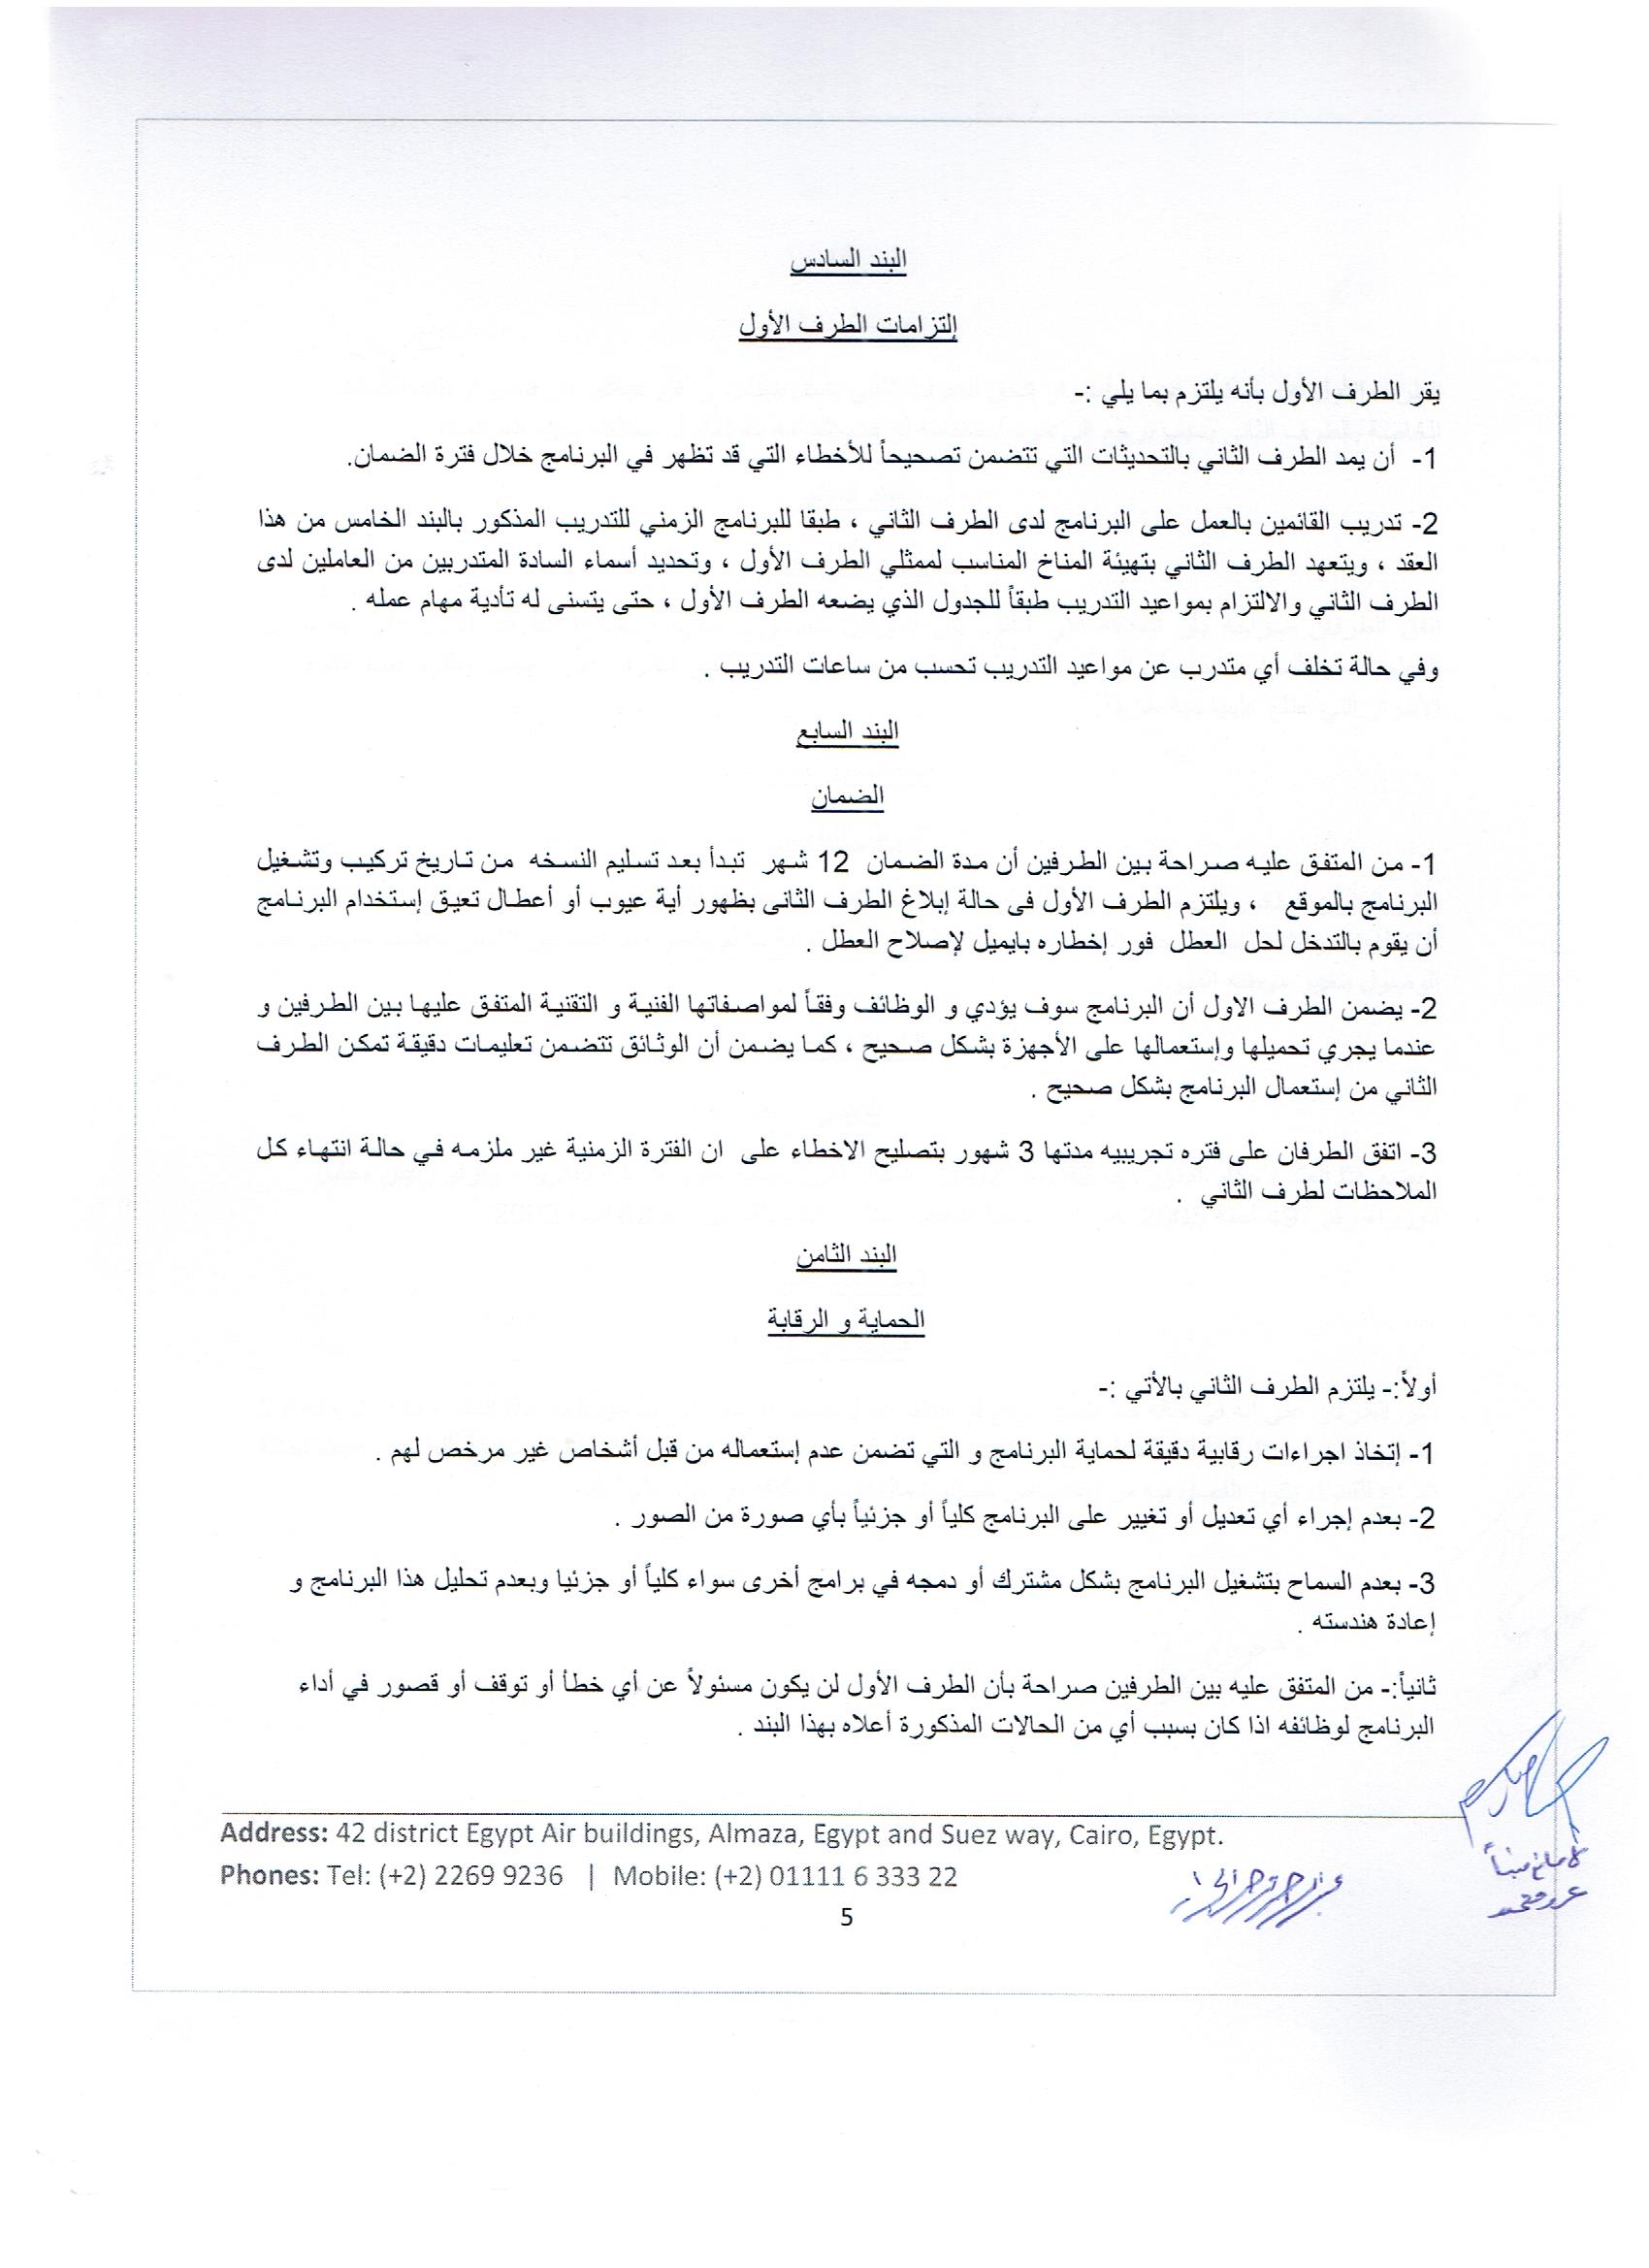 البند السادس
إلتزامات الطرف الأول
يقر الطرف الأول بأنه يلتزم بما يلي :-
1- أن يمد الطرف الثاني بالتحديثات التي تتضمن تصحيحاً للأخطاء التي قد تظهر في البرنامج خلال فترة الضمان.
2- تدريب القائمين بالعمل على البرنامج لدى الطرف الثاني ، طبقا للبرنامج الزمني للتدريب المذكور بالبند الخامس من هذا
العقد ، ويتعهد الطرف الثاني بتهيئة المناخ المناسب لممثلي الطرف الأول ، وتحديد أسماء السادة المتدربين من العاملين لدى
الطرف الثاني والالتزام بمواعيد التدريب طبقاً للجدول الذي يضعه الطرف الأول ، حتى يتسنى له تأدية مهام عمله .
وفي حالة تخلف أي متدرب عن مواعيد التدريب تحسب من ساعات التدريب .
البند السابع
الضمان
1- من المتفق عليه صراحة بين الطرفين أن مدة الضمان 12 شهر تبدأ بعد تسليم النسخه من تاريخ تركيب وتشغيل
البرنامج بالموقع ، ويلتزم الطرف الأول فى حالة إبلاغ الطرف الثانى بظهور أية عيوب أو أعطال تعيق إستخدام البرنامج
أن يقوم بالتدخل لحل العطل فور إخطاره بايميل لإصلاح العطل .
2- يضمن الطرف الاول أن البرنامج سوف يؤدي و الوظائف وفقاً لمواصفاتها الفنية و التقنية المتفق عليها بين الطرفين و
عندما يجري تحميلها وإستعمالها على الأجهزة بشكل صحيح ، كما يضمن أن الوثائق تتضمن تعليمات دقيقة تمكن الطرف
الثاني من إستعمال البرنامج بشكل صحيح .
3- اتفق الطرفان على فتره تجريبيه مدتها 3 شهور بتصليح الاخطاء على ان الفترة الزمنية غير ملزمه في حالة انتهاء كل
الملاحظات لطرف الثاني .
البند الثامن
الحماية و الرقابة
أولاً:- يلتزم الطرف الثاني بالأتي :-
1- إتخاذ اجراءات رقابية دقيقة لحماية البرنامج و التي تضمن عدم إستعماله من قبل أشخاص غير مرخص لهم .
2- بعدم إجراء أي تعديل أو تغيير على البرنامج كلياً أو جزئياً بأي صورة من الصور .
3- بعدم السماح بتشغيل البرنامج بشكل مشترك أو دمجه في برامج أخرى سواء كلياً أو جزئيا وبعدم تحليل هذا البرنامج و
إعادة هندسته .
ثانياً:- من المتفق عليه بين الطرفين صراحة بأن الطرف الأول لن يكون مسئولاً عن أي خطأ أو توقف أو قصور في أداء
البرنامج لوظائفه اذا كان بسبب أي من الحالات المذكورة أعلاه بهذا البند .
Address: 42 district Egypt Air buildings, Almaza, Egypt and Suez way, Cairo, Egypt.
Phones: Tel: (+2) 2269 9236 | Mobile: (+2) 01111 6 333 22
5